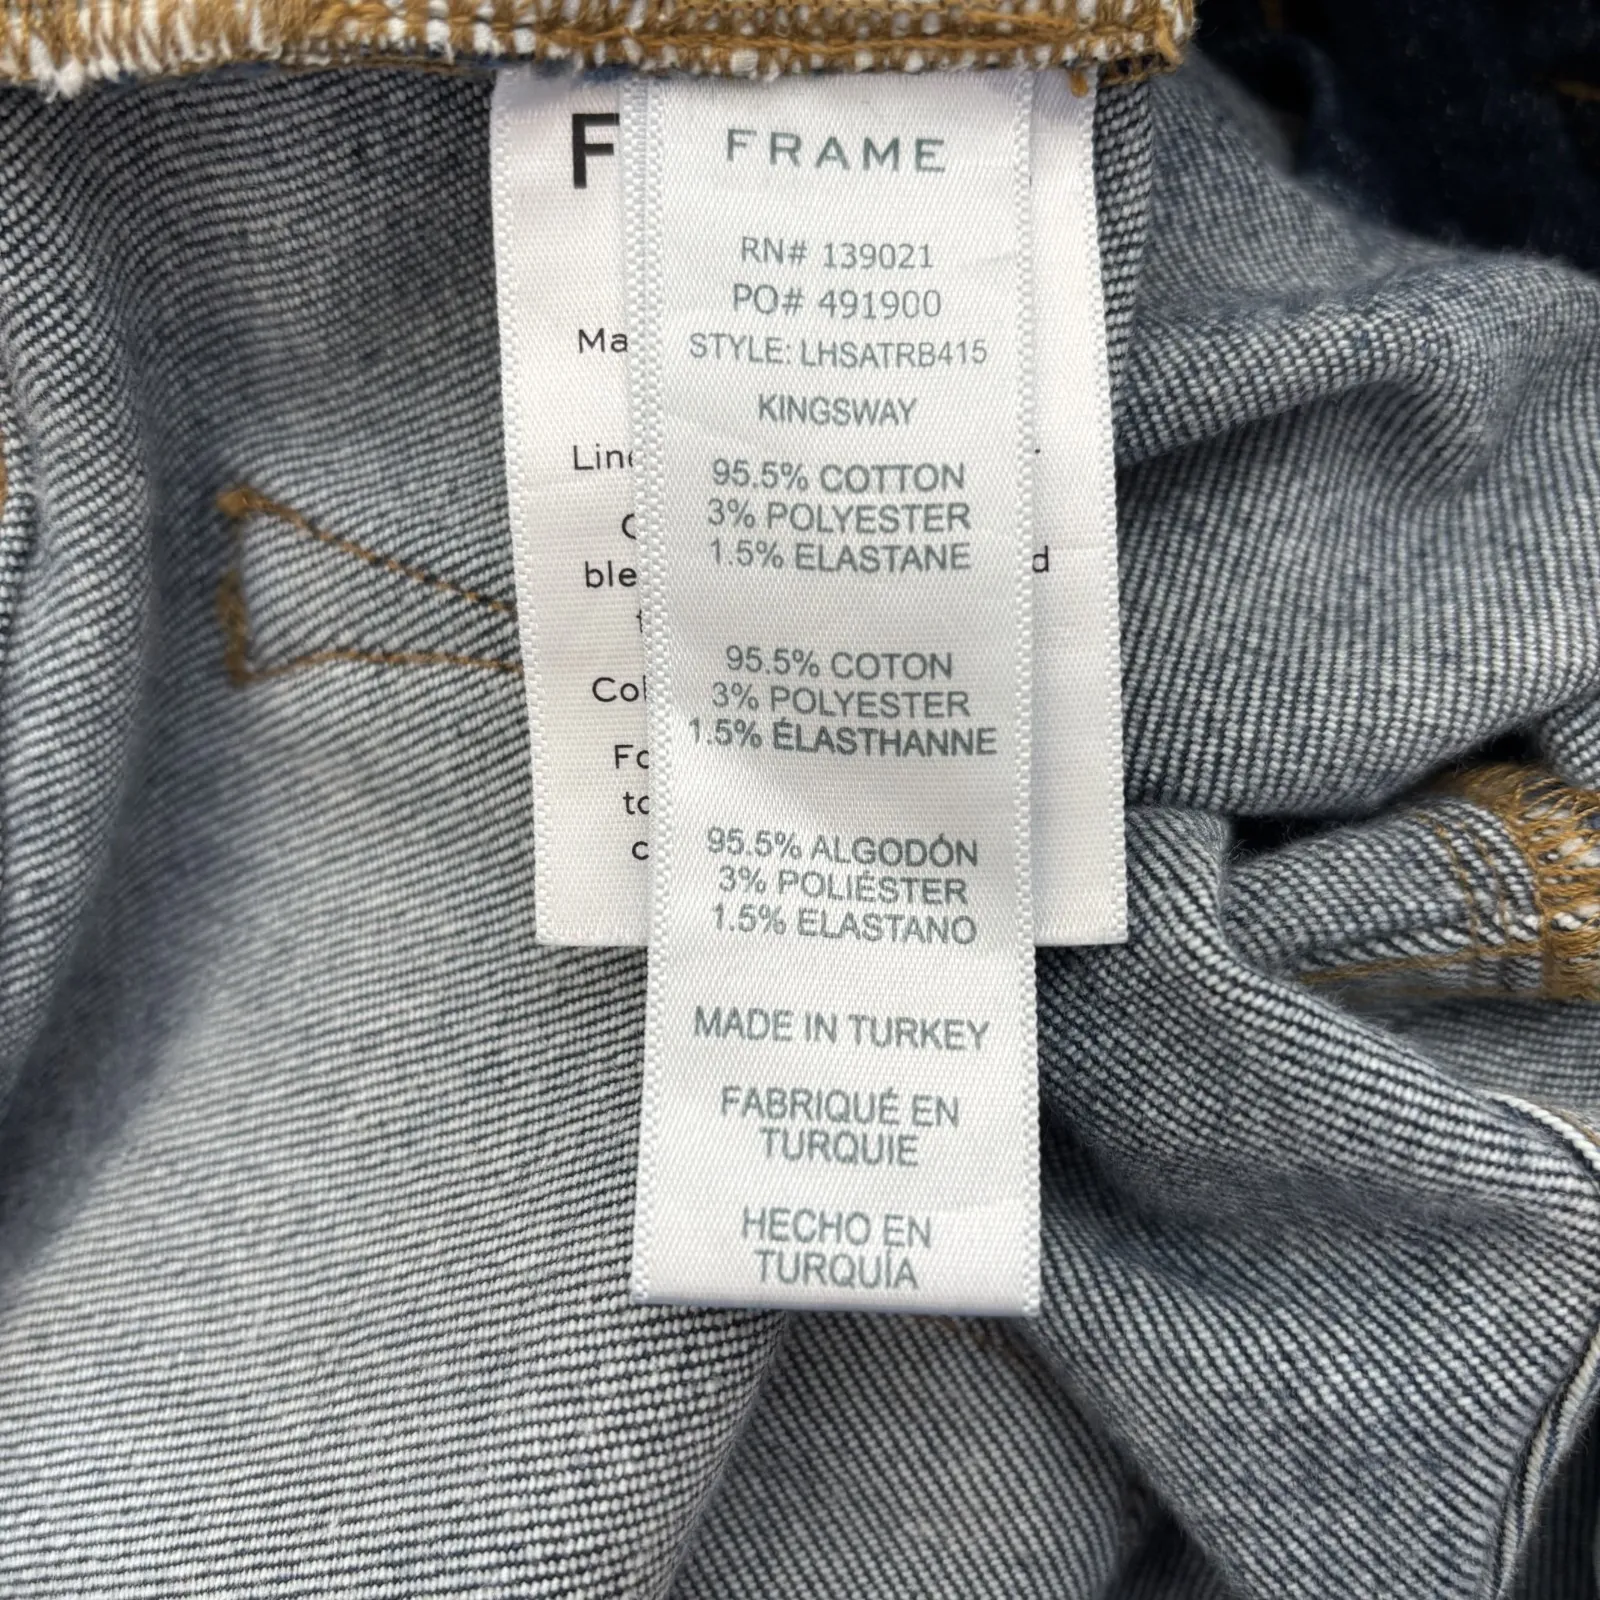 FRAME
RN# 139021
PO# 491900
STYLE: LHSATRB415
KINGSWAY
95.5% COTTON
3% POLYESTER
1.5% ELASTANE
95.5% COTON
3% POLYESTER
1.5% ÉLASTHANNE
95.5% ALGODÓN
3% POLIÉSTER
1.5% ELASTANO
MADE IN TURKEY
FABRIQUÉ EN
TURQUIE
HECHO EN
TURQUÍA